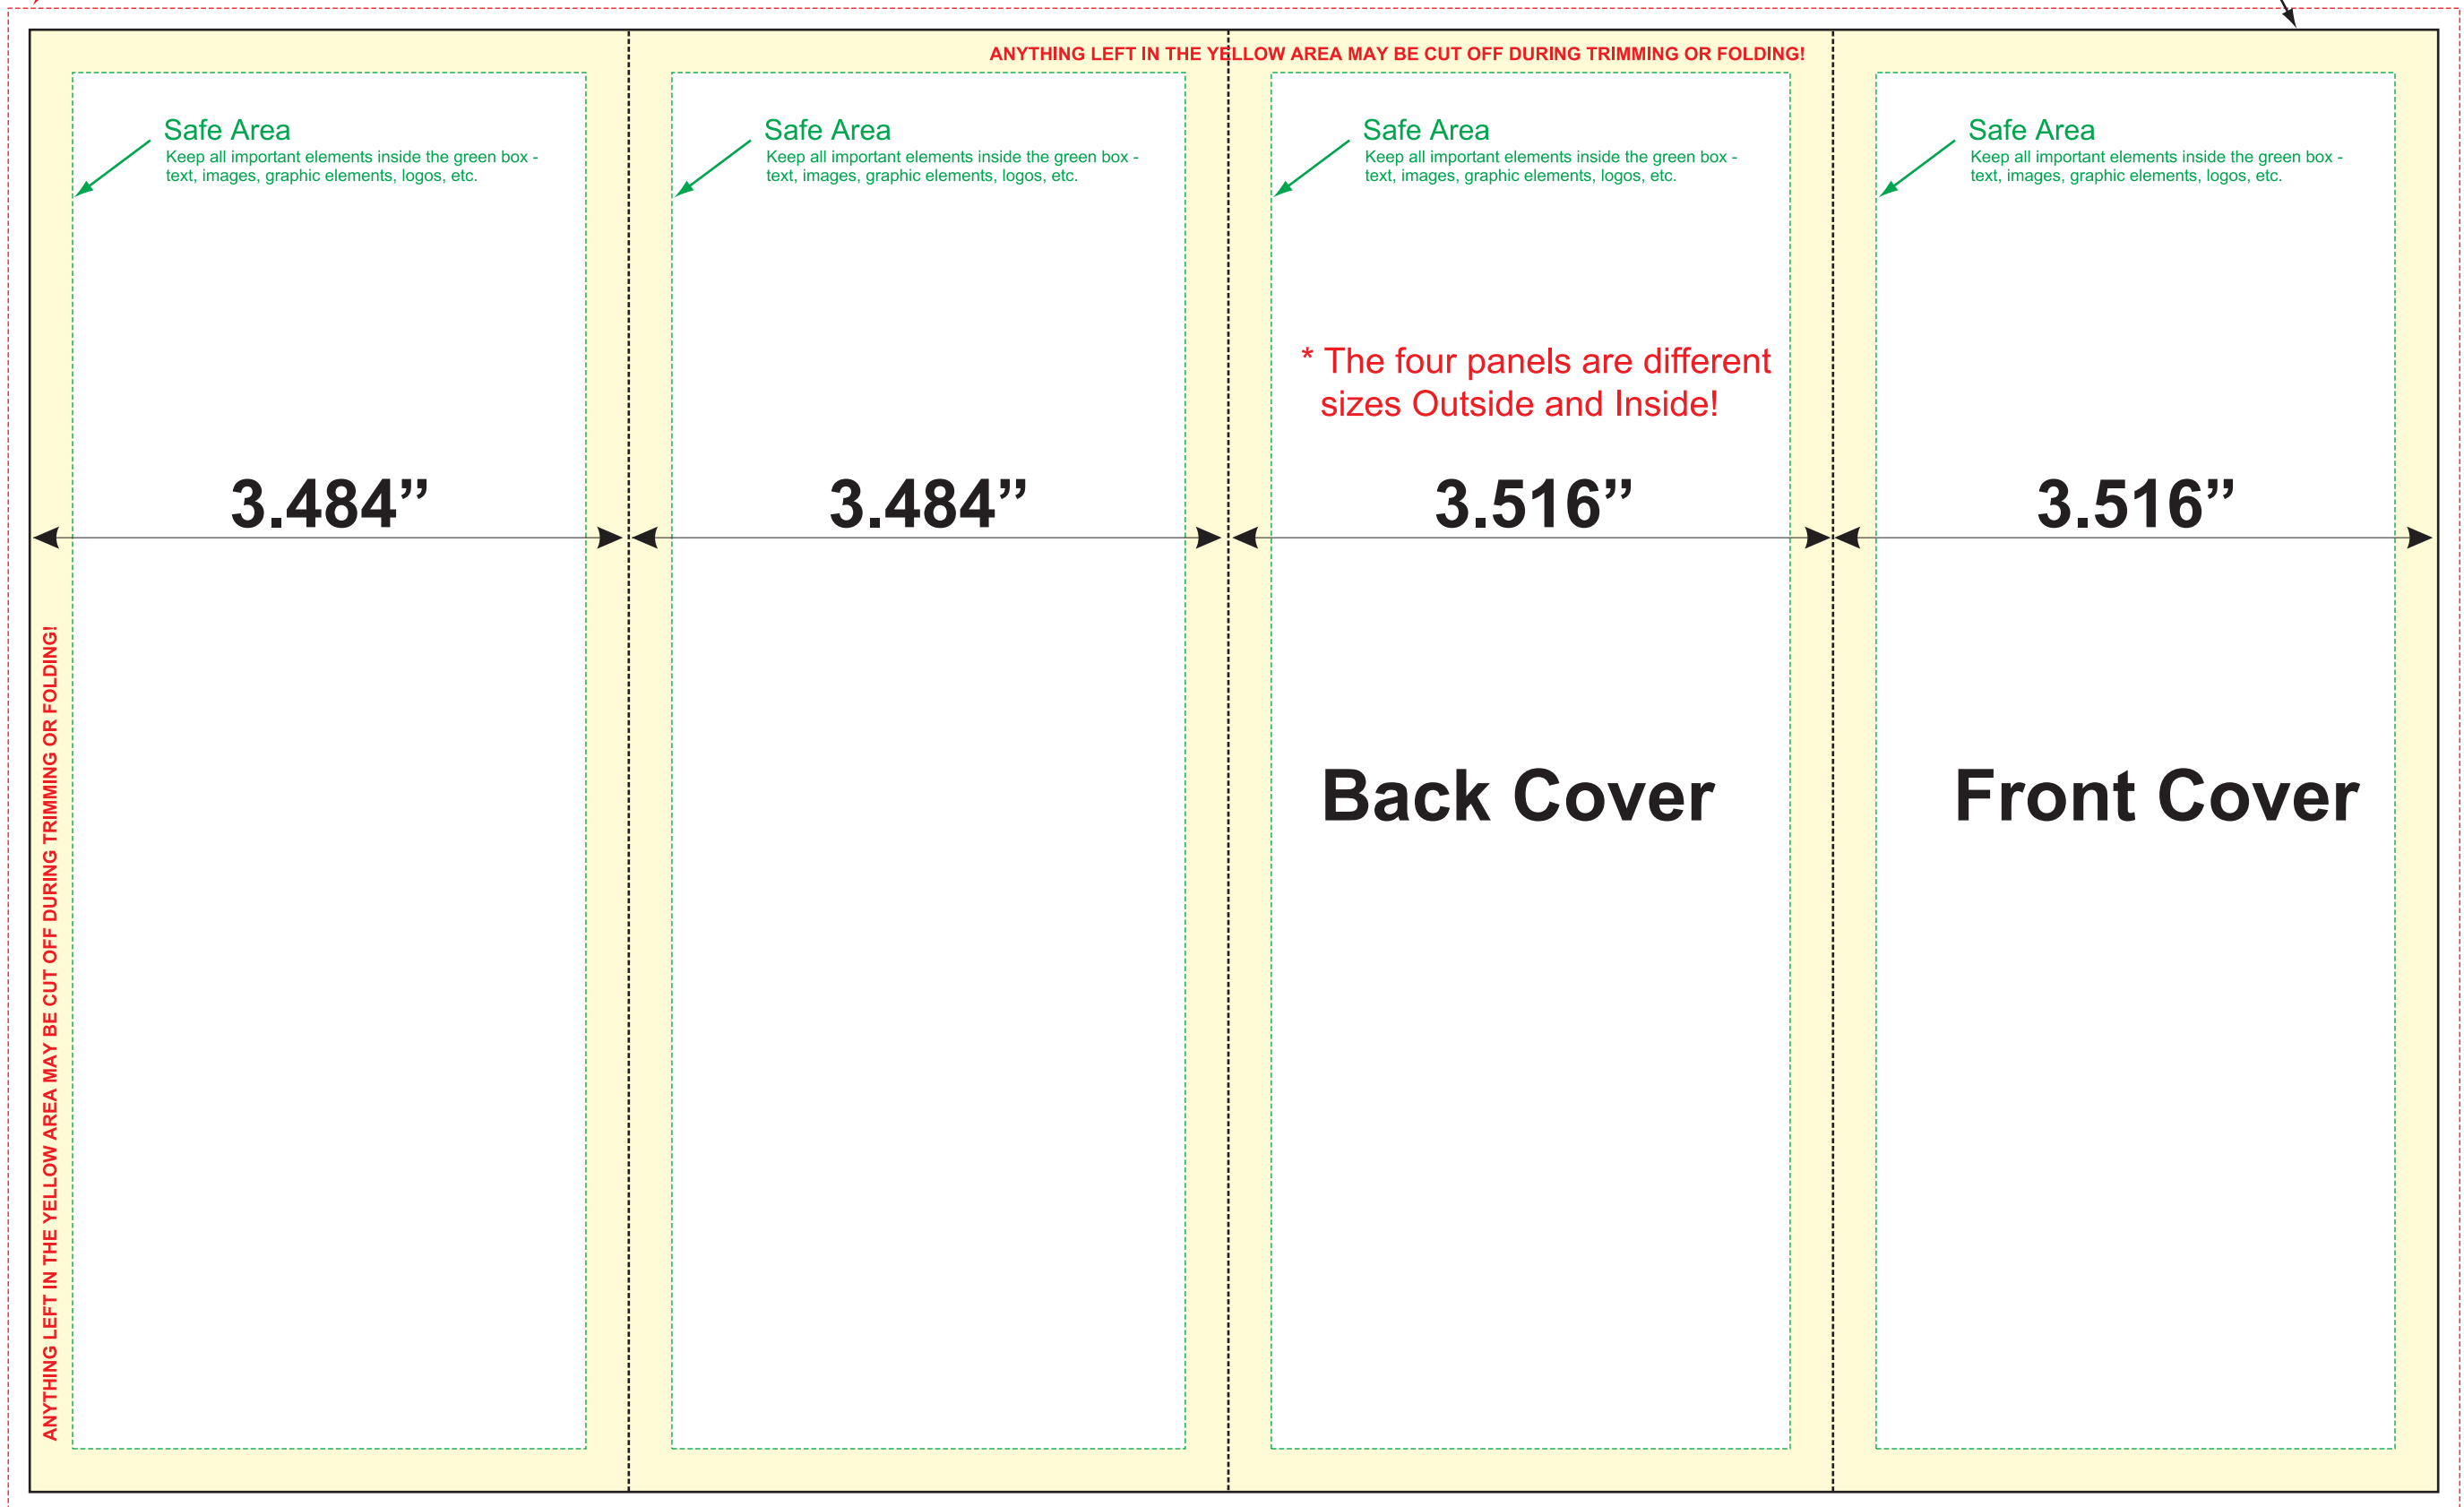 ANYTHING LEFT IN THE YELLOW AREA MAY BE CUT OFF DURING TRIMMING OR FOLDING!
Safe Area
Keep all important elements inside the green box -
text, images, graphic elements, logos, etc.
Safe Area
Keep all important elements inside the green box -
text, images, graphic elements, logos, etc.
Safe Area
Keep all important elements inside the green box -
text, images, graphic elements, logos, etc.
Safe Area
Keep all important elements inside the green box -
text, images, graphic elements, logos, etc.
* The four panels are different
sizes Outside and Inside!
3.484”
3.484”
3.516”
3.516”
ANYTHING LEFT IN THE YELLOW AREA MAY BE CUT OFF DURING TRIMMING OR FOLDING!
Back Cover
Front Cover